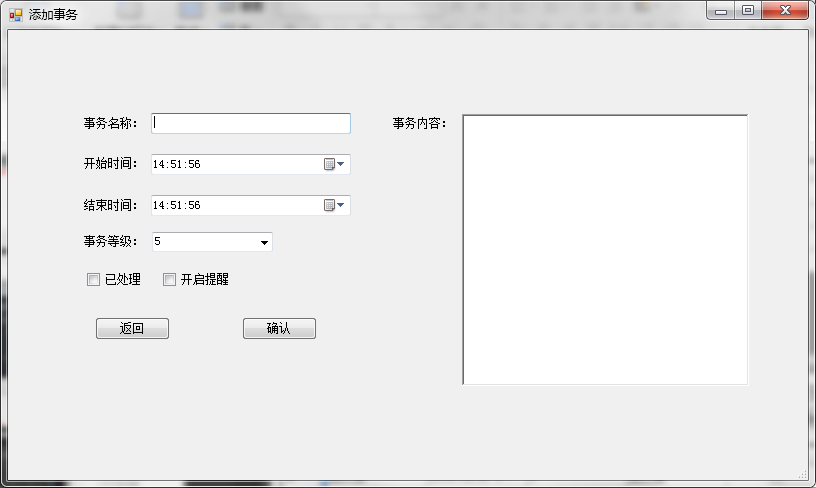 添加事务
事务名称：
事务内容：
开始时间： 14:51:56
结束时间： 14:51:56
事务等级： 5
已处理 开启提醒
返回 确认